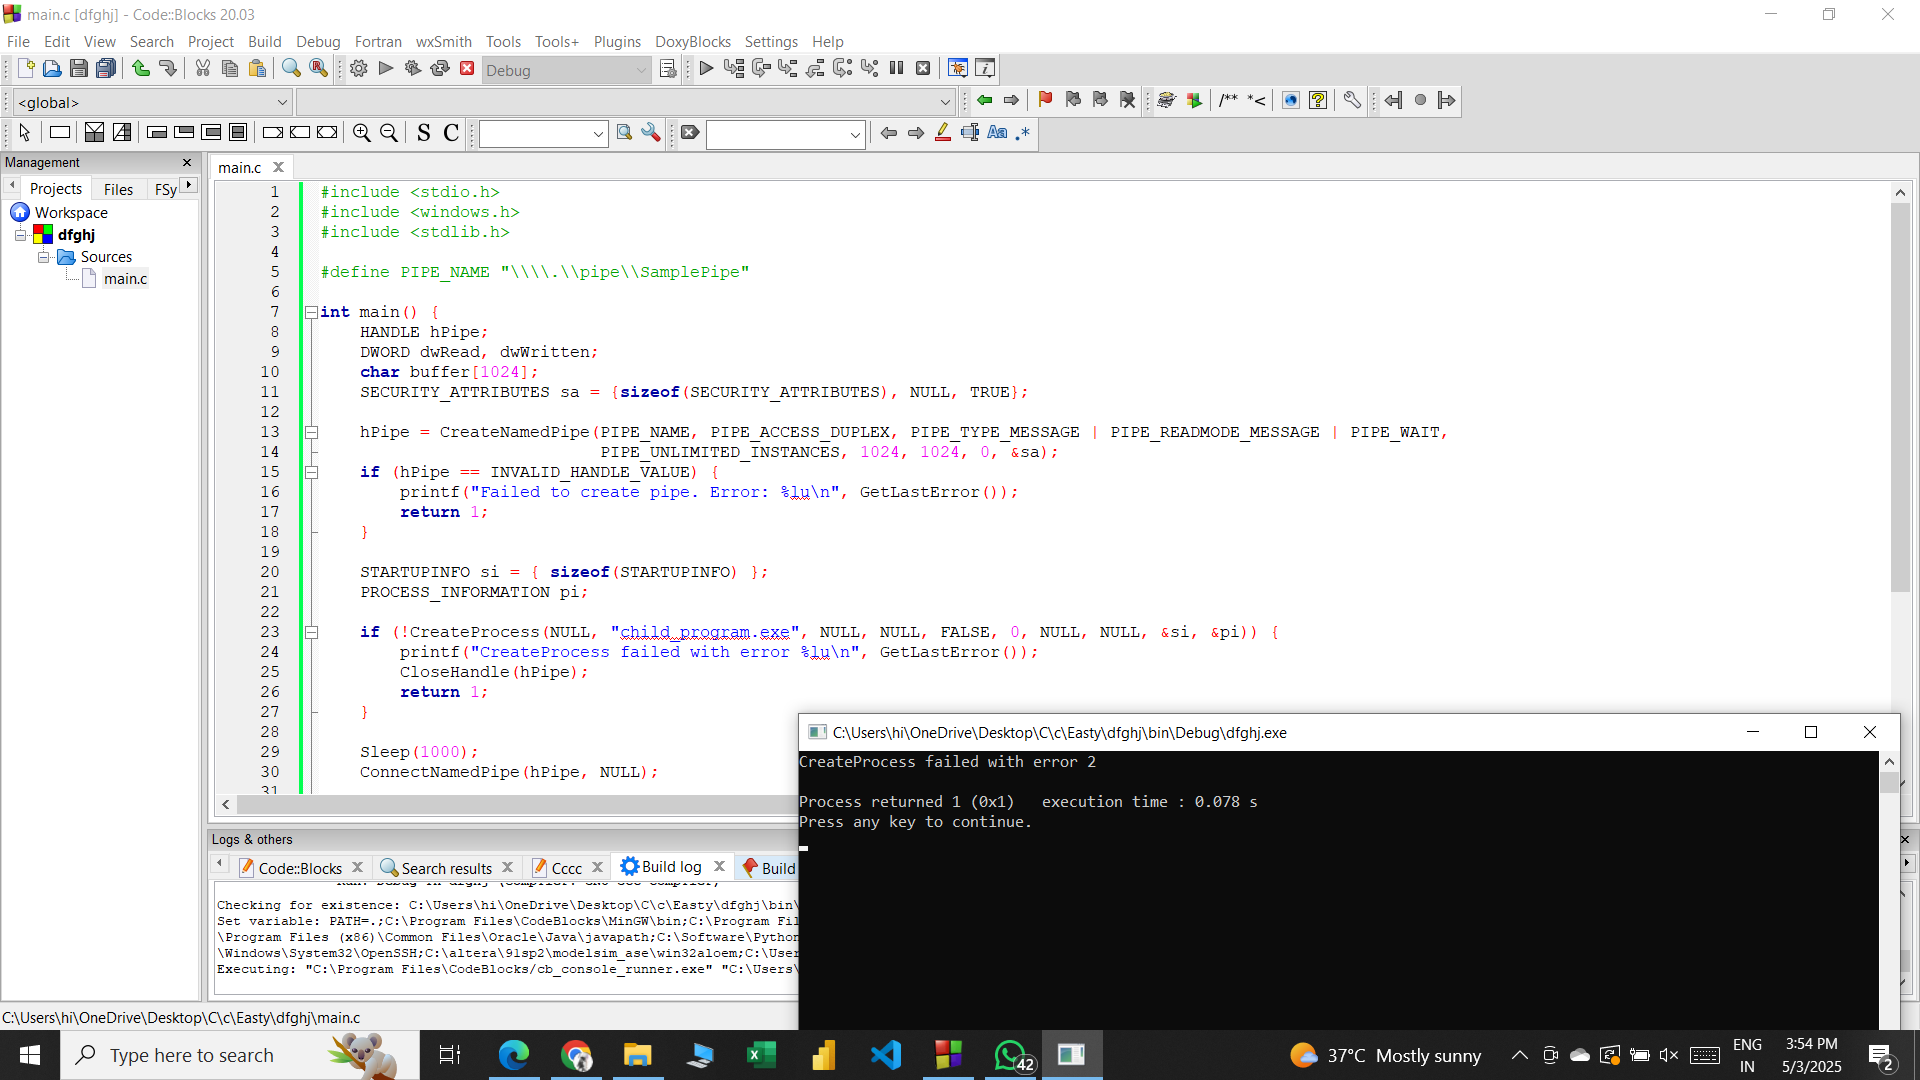 main.c [dfghj] - Code::Blocks 20.03
File Edit View Search Project Build Debug Fortran wxSmith Tools Tools+ Plugins DoxyBlocks Settings Help
Debug
<global>
/** *<
S C
Aa .*
Management
Projects Files FSy
Workspace
dfghj
Sources
main.c
main.c
1 #include <stdio.h>
2 #include <windows.h>
3 #include <stdlib.h>
4
5 #define PIPE_NAME "\\\\.\\pipe\\SamplePipe"
6
7 int main() {
8 HANDLE hPipe;
9 DWORD dwRead, dwWritten;
10 char buffer[1024];
11 SECURITY_ATTRIBUTES sa = {sizeof(SECURITY_ATTRIBUTES), NULL, TRUE};
12
13 hPipe = CreateNamedPipe(PIPE_NAME, PIPE_ACCESS_DUPLEX, PIPE_TYPE_MESSAGE | PIPE_READMODE_MESSAGE | PIPE_WAIT,
14 PIPE_UNLIMITED_INSTANCES, 1024, 1024, 0, &sa);
15 if (hPipe == INVALID_HANDLE_VALUE) {
16 printf("Failed to create pipe. Error: %lu\n", GetLastError());
17 return 1;
18 }
19
20 STARTUPINFO si = { sizeof(STARTUPINFO) };
21 PROCESS_INFORMATION pi;
22
23 if (!CreateProcess(NULL, "child_program.exe", NULL, NULL, FALSE, 0, NULL, NULL, &si, &pi)) {
24 printf("CreateProcess failed with error %lu\n", GetLastError());
25 CloseHandle(hPipe);
26 return 1;
27 }
28
29 Sleep(1000);
30 ConnectNamedPipe(hPipe, NULL);
31
C:\Users\hi\OneDrive\Desktop\C\c\Easty\dfghj\bin\Debug\dfghj.exe
CreateProcess failed with error 2
Process returned 1 (0x1) execution time : 0.078 s
Press any key to continue.
Logs & others
Code::Blocks Search results Cccc Build log Build
Checking for existence: C:\Users\hi\OneDrive\Desktop\C\c\Easty\dfghj\bin\
Set variable: PATH=.;C:\Program Files\CodeBlocks\MinGW\bin;C:\Program Fil
\Program Files (x86)\Common Files\Oracle\Java\javapath;C:\Software\Python
\Windows\System32\OpenSSH;C:\altera\91sp2\modelsim_ase\win32aloem;C:\User
Executing: "C:\Program Files\CodeBlocks/cb_console_runner.exe" "C:\Users\
C:\Users\hi\OneDrive\Desktop\C\c\Easty\dfghj\main.c
Type here to search
42
37°C Mostly sunny
ENG
IN
3:54 PM
5/3/2025
2